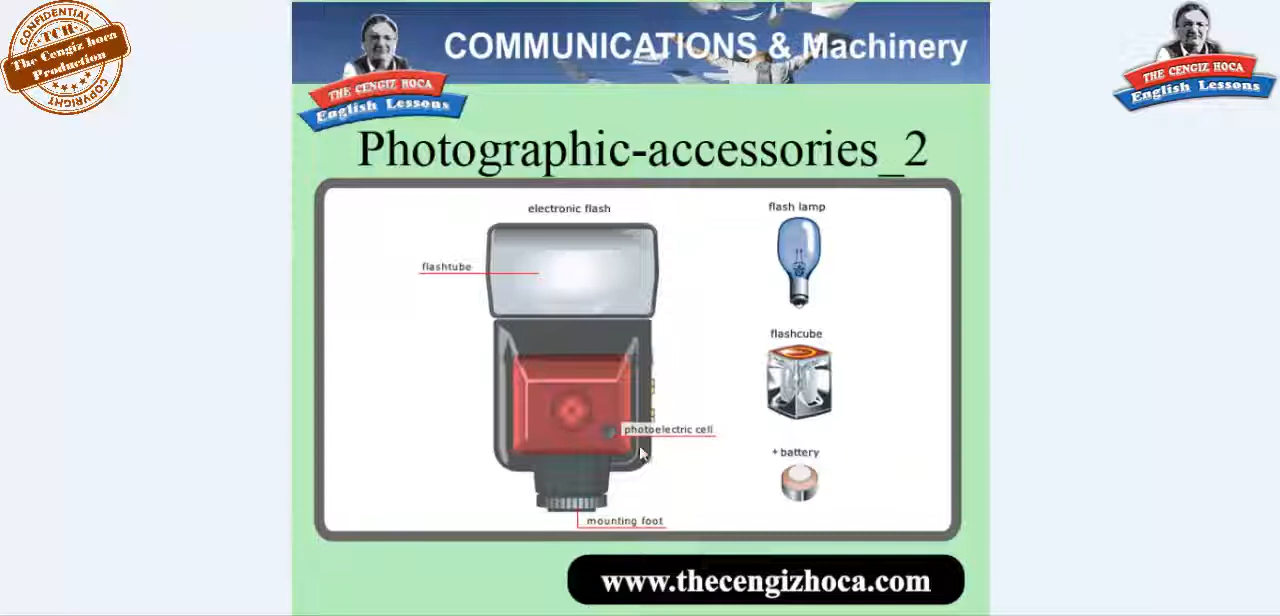 CONFIDENTIAL
TCH
The Cengiz hoca
Production
COPYRIGHT
COMMUNICATIONS & Machinery
THE CENGIZ HOCA
English Lessons
THE CENGIZ HOCA
English Lessons
Photographic-accessories_2
electronic flash
flash lamp
flashtube
flashcube
photoelectric cell
+ battery
mounting foot
www.thecengizhoca.com